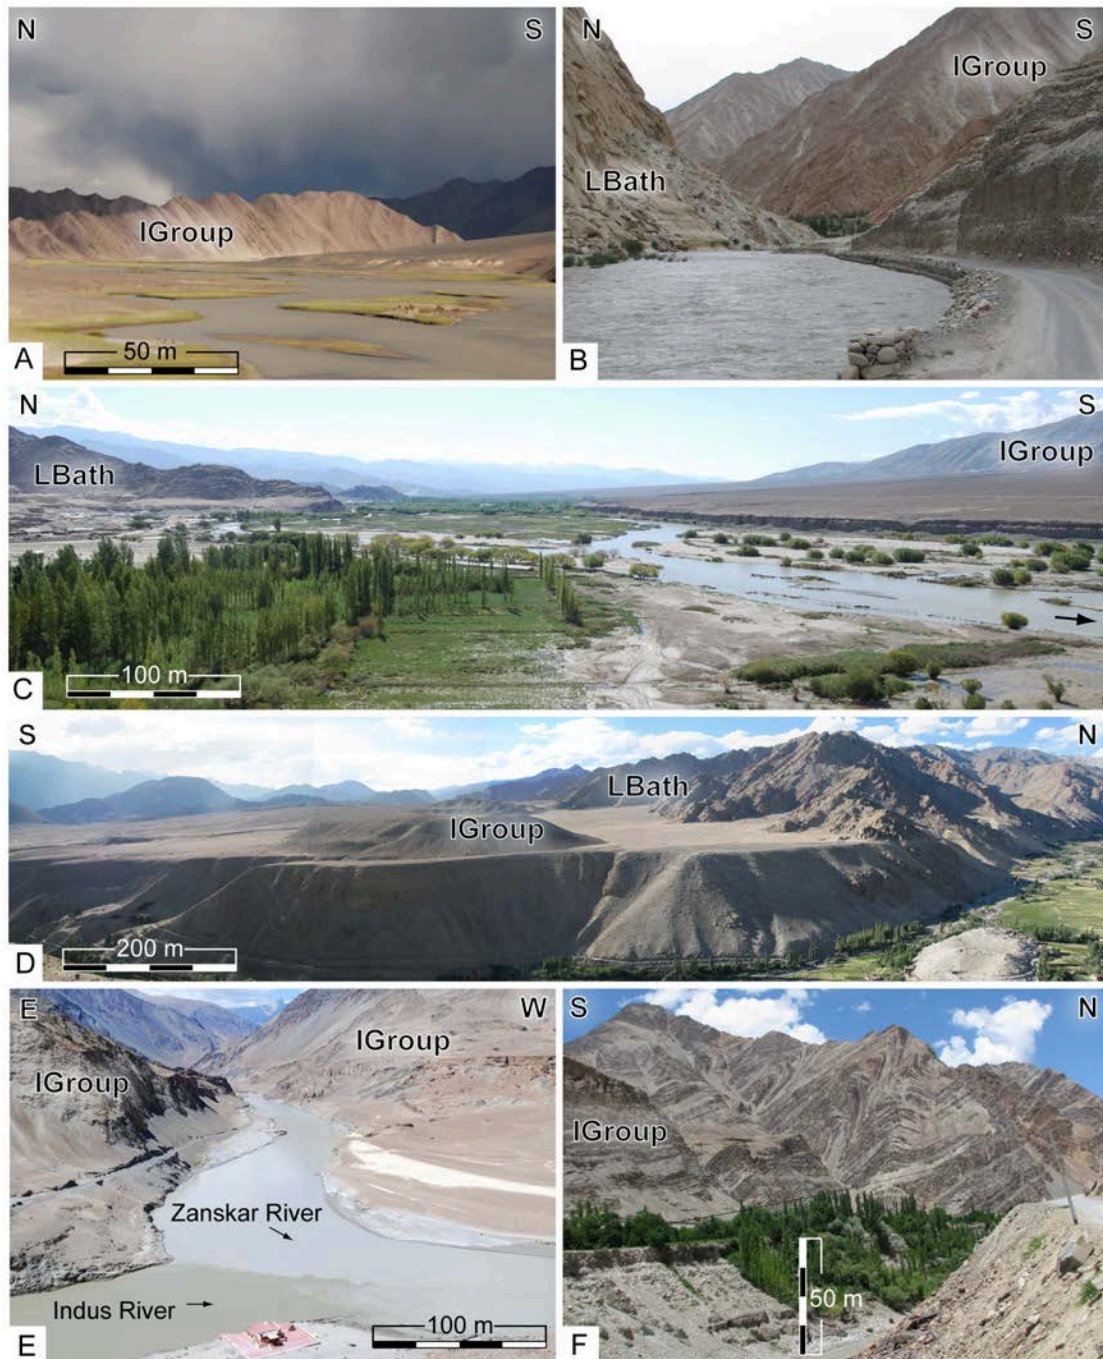 N S
IGroup
50 m
A
N S
IGroup
LBath
B
N S
LBath
IGroup
100 m
C
S N
LBath
IGroup
200 m
D
E W
IGroup
IGroup
Zanskar River
Indus River
100 m
E
S N
IGroup
50 m
F